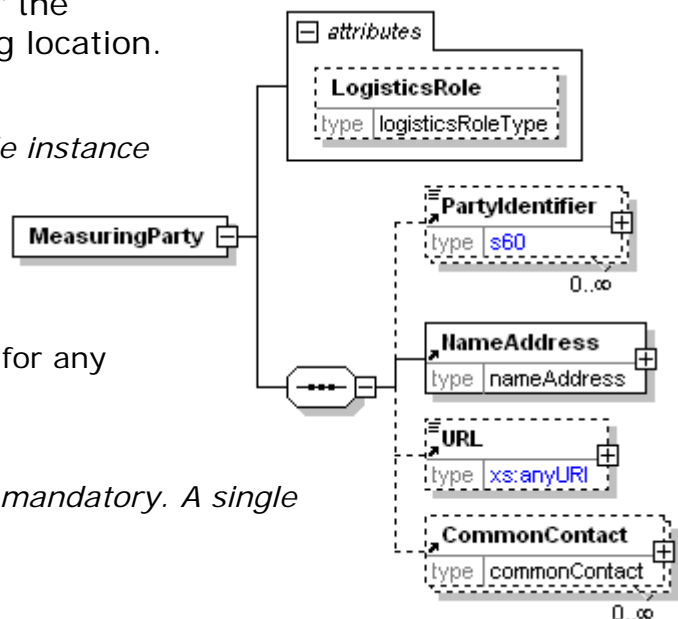 the
g location.
e instance
for any
mandatory. A single
attributes
LogisticsRole
type logisticsRoleType
MeasuringParty
PartyIdentifier
type s60
0..∞
NameAddress
type nameAddress
URL
type xs:anyURI
CommonContact
type commonContact
0..∞